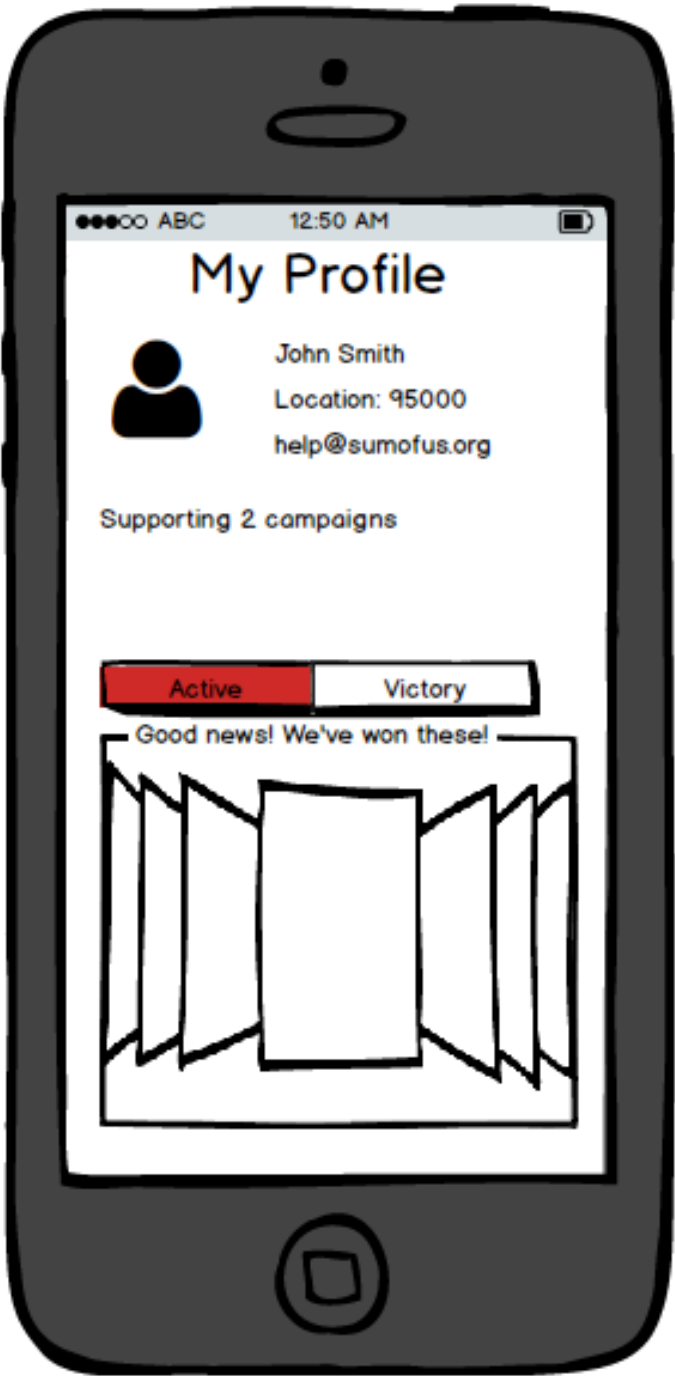 ABC 12:50 AM
My Profile
John Smith
Location: 95000
help@sumofus.org
Supporting 2 campaigns
Active Victory
Good news! We've won these!